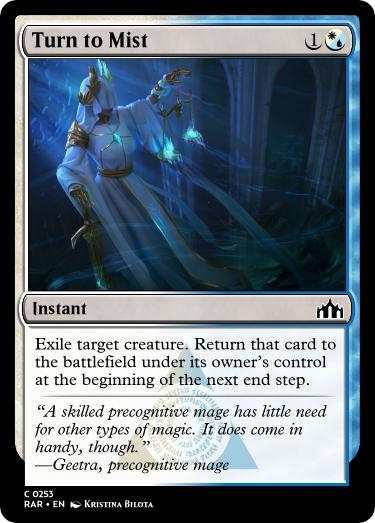 Turn to Mist 1
Instant
Exile target creature. Return that card to
the battlefield under its owner's control
at the beginning of the next end step.
“A skilled precognitive mage has little need
for other types of magic. It does come in
handy, though.”
—Geetra, precognitive mage
C 0253
RAR • EN Kristina Bilota